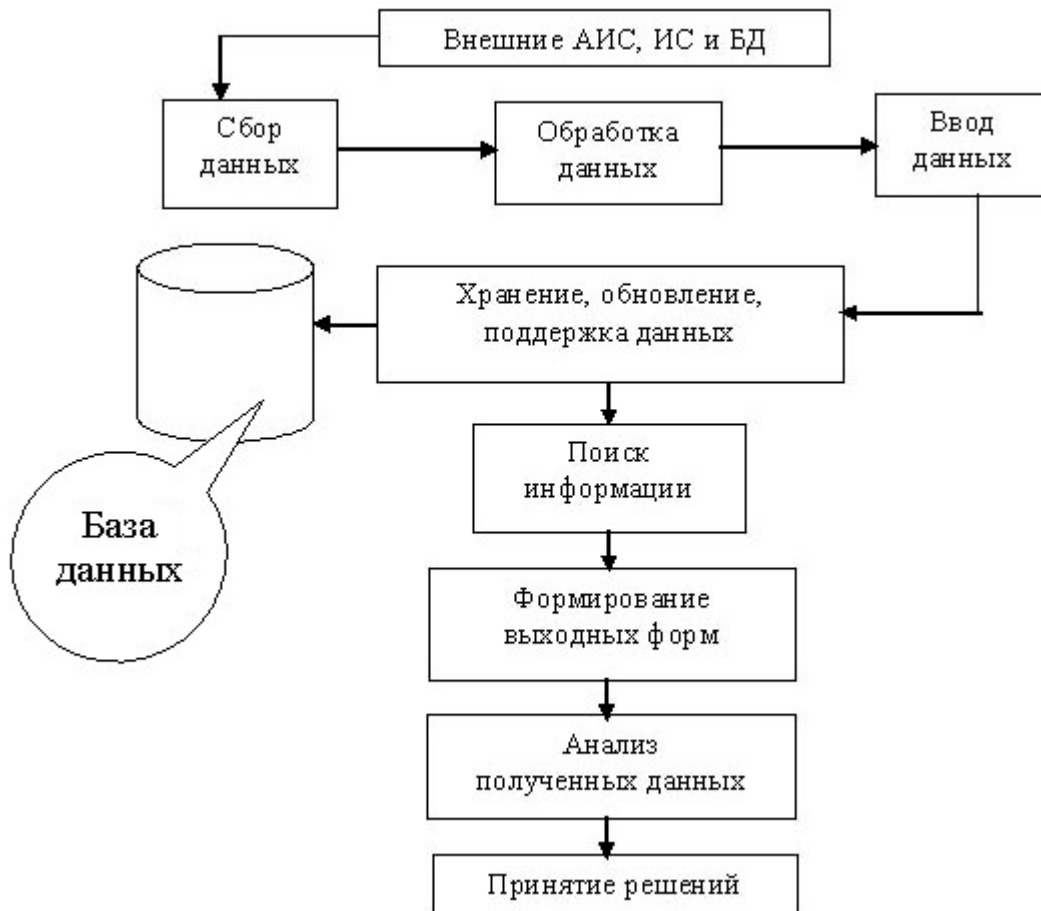 Внешние АИС, ИС и БД
Сбор
данных
Обработка
данных
Ввод
данных
Хранение, обновление,
поддержка данных
Поиск
информации
База
данных
Формирование
выходных форм
Анализ
полученных данных
Принятие решений